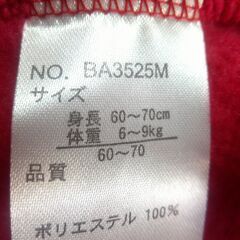 NO. BA3525M
サイズ
身長 60～70cm
体重 6～9kg
60－70
品質
ポリエステル 100%